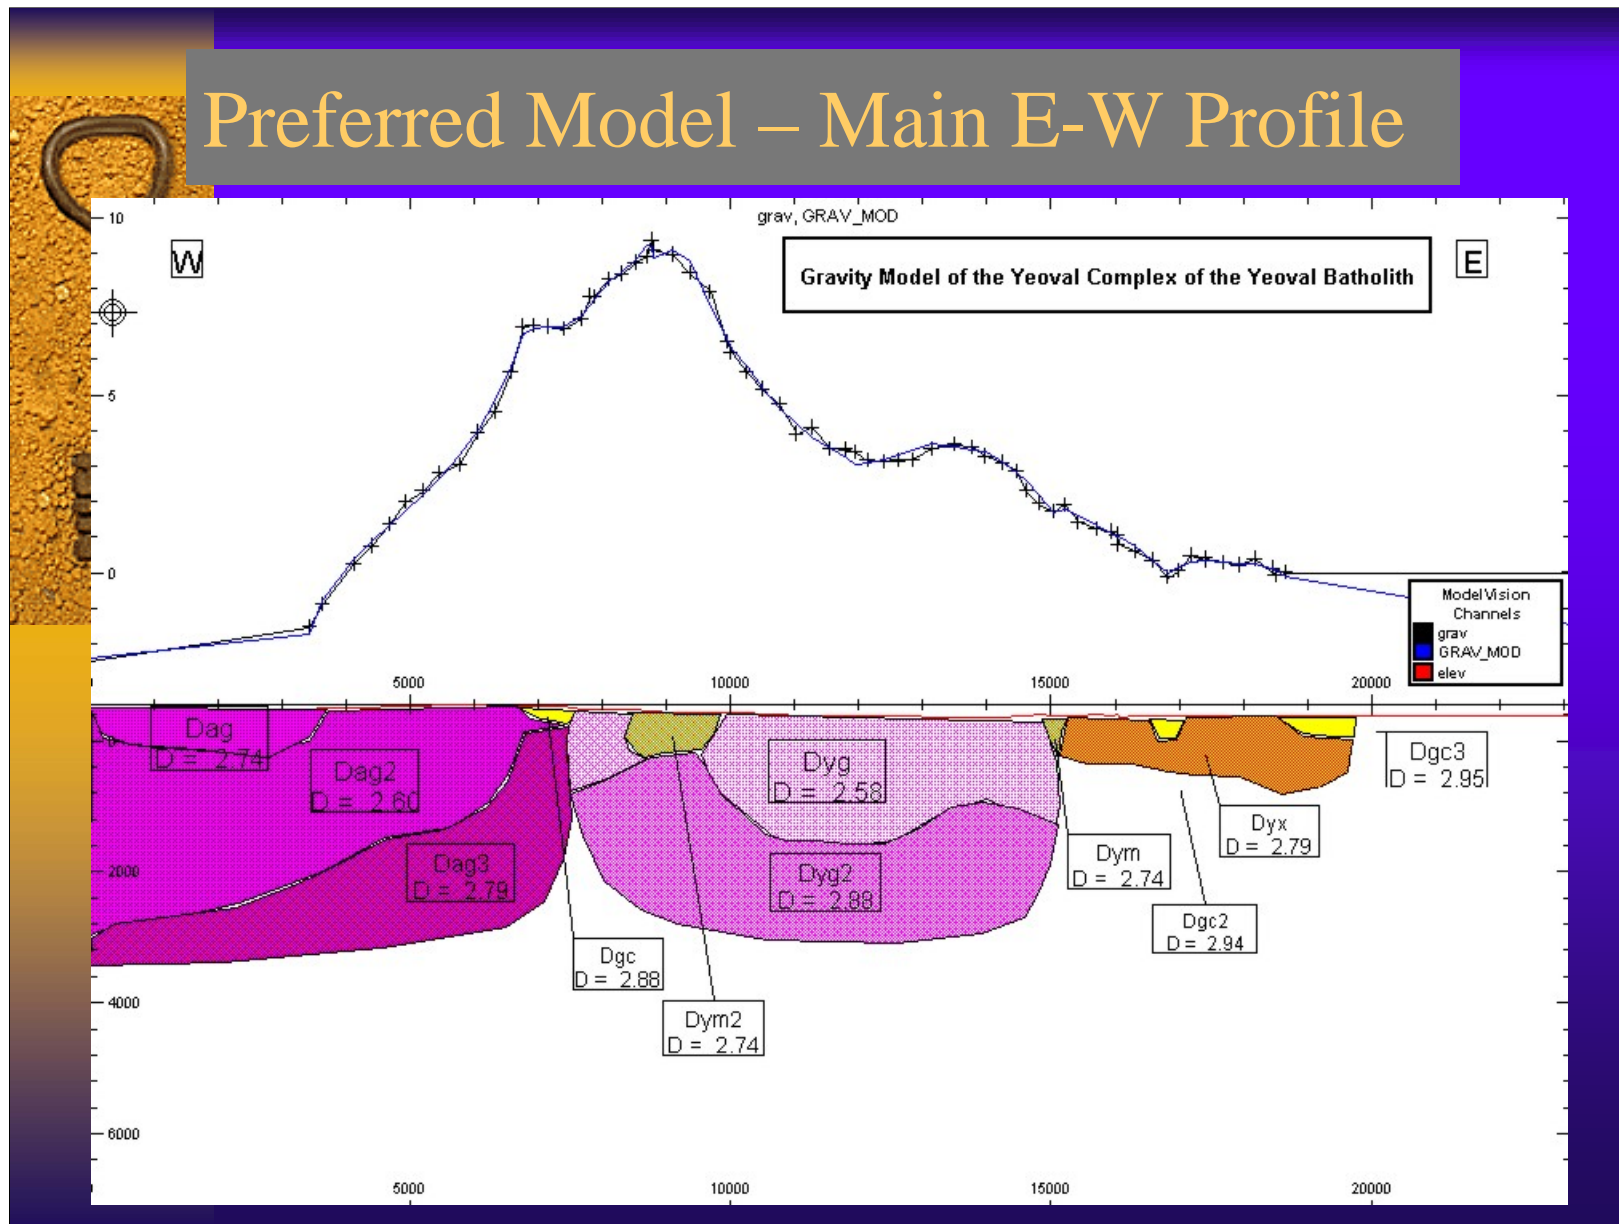 Preferred Model – Main E-W Profile
grav, GRAV_MOD
10
W
Gravity Model of the Yeoval Complex of the Yeoval Batholith
E
5
0
ModelVision
Channels
grav
GRAV_MOD
elev
5000
10000
15000
20000
Dag
D = 2.74
0
Dag2
D = 2.60
Dyg
D = 2.58
Dgc3
D = 2.95
Dyx
D = 2.79
Dym
D = 2.74
2000
Dag3
D = 2.79
Dyg2
D = 2.88
Dgc2
D = 2.94
Dgc
D = 2.88
4000
Dym2
D = 2.74
6000
5000
10000
15000
20000